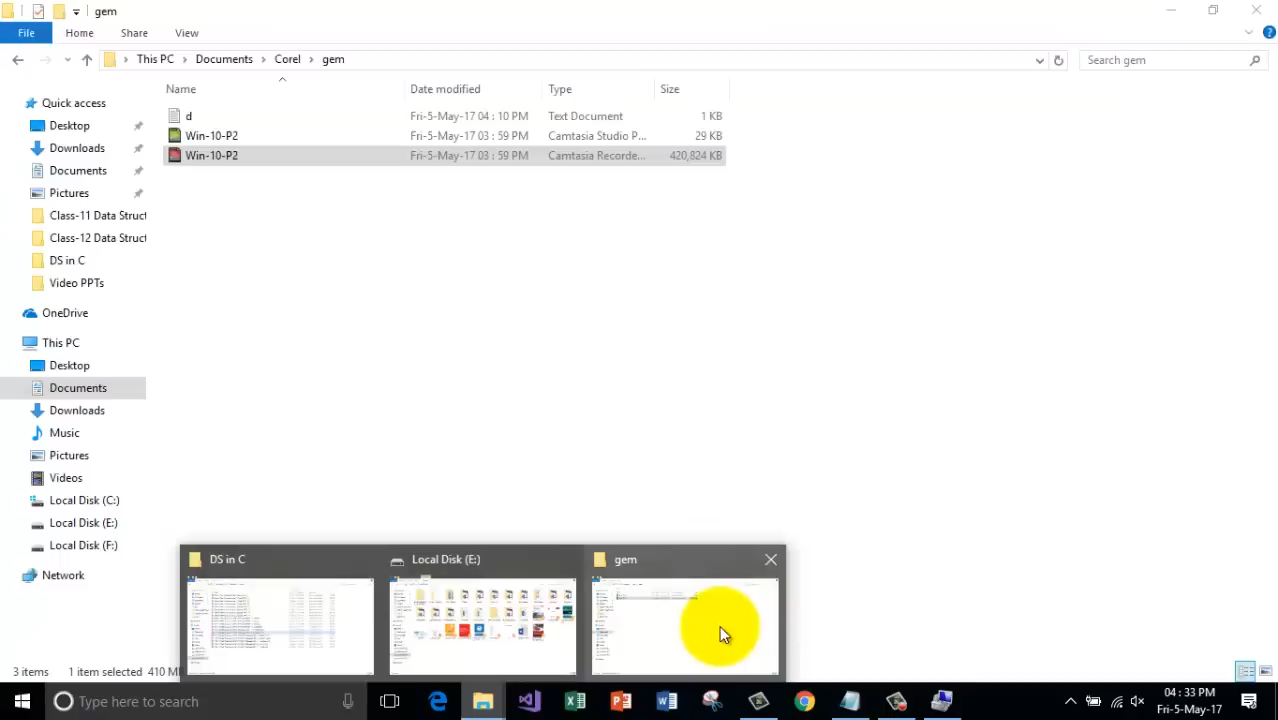 gem
File Home Share View
This PC Documents Corel gem Search gem
Name Date modified Type Size
d Fri-5-May-17 04 : 10 PM Text Document 1 KB
Win-10-P2 Fri-5-May-17 03 : 59 PM Camtasia Studio P... 29 KB
Win-10-P2 Fri-5-May-17 03 : 59 PM Camtasia Recorde... 420,824 KB
Quick access
Desktop
Downloads
Documents
Pictures
Class-11 Data Struct
Class-12 Data Struct
DS in C
Video PPTs
OneDrive
This PC
Desktop
Documents
Downloads
Music
Pictures
Videos
Local Disk (C:)
Local Disk (E:)
Local Disk (F:)
Network
DS in C Local Disk (E:) gem
3 items 1 item selected 410 M
Type here to search
04 : 33 PM
Fri-5-May-17